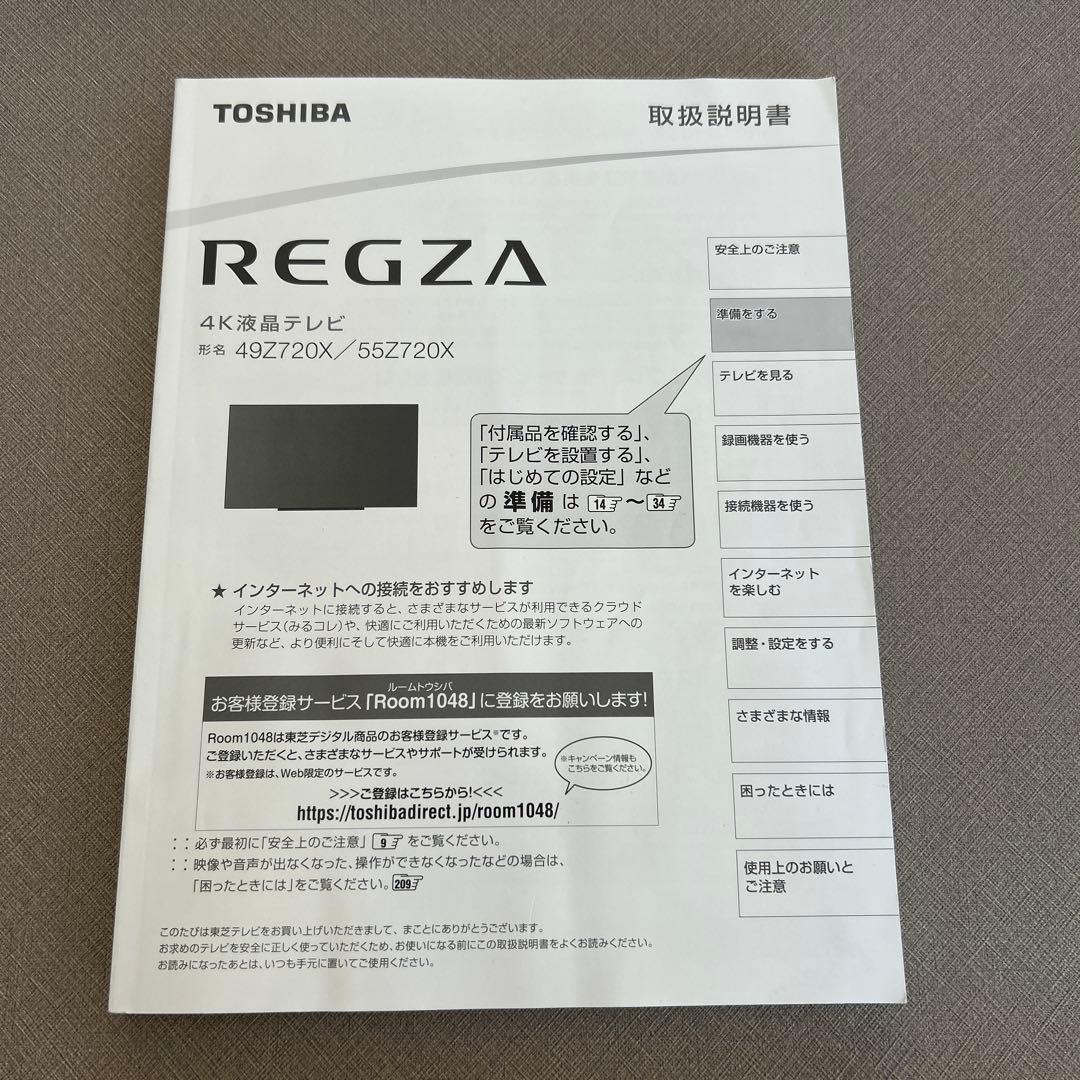 TOSHIBA
取扱説明書
REGZA
4K液晶テレビ
形名 49Z720X／55Z720X
「付属品を確認する」、
「テレビを設置する」、
「はじめての設定」など
の 準備 は 14 〜 34
をご覧ください。
安全上のご注意
準備をする
テレビを見る
録画機器を使う
接続機器を使う
インターネット
を楽しむ
調整・設定をする
さまざまな情報
困ったときには
使用上のお願いと
ご注意
★ インターネットへの接続をおすすめします
インターネットに接続すると、さまざまなサービスが利用できるクラウド
サービス（みるコレ）や、快適にご利用いただくための最新ソフトウェアへの
更新など、より便利にそして快適に本機をご利用いただけます。
ルームトウシバ
お客様登録サービス「Room1048」に登録をお願いします!
Room1048は東芝デジタル商品のお客様登録サービス※です。
ご登録いただくと、さまざまなサービスやサポートが受けられます。
※お客様登録は、Web限定のサービスです。
※キャンペーン情報も
こちらをご覧ください。
>>>ご登録はこちらから!<<<
https://toshibadirect.jp/room1048/
：：必ず最初に「安全上のご注意」 9 をご覧ください。
：：映像や音声が出なくなった、操作ができなくなったなどの場合は、
「困ったときには」をご覧ください。209
このたびは東芝テレビをお買い上げいただきまして、まことにありがとうございます。
お求めのテレビを安全に正しく使っていただくため、お使いになる前にこの取扱説明書をよくお読みください。
お読みになったあとは、いつも手元に置いてご使用ください。